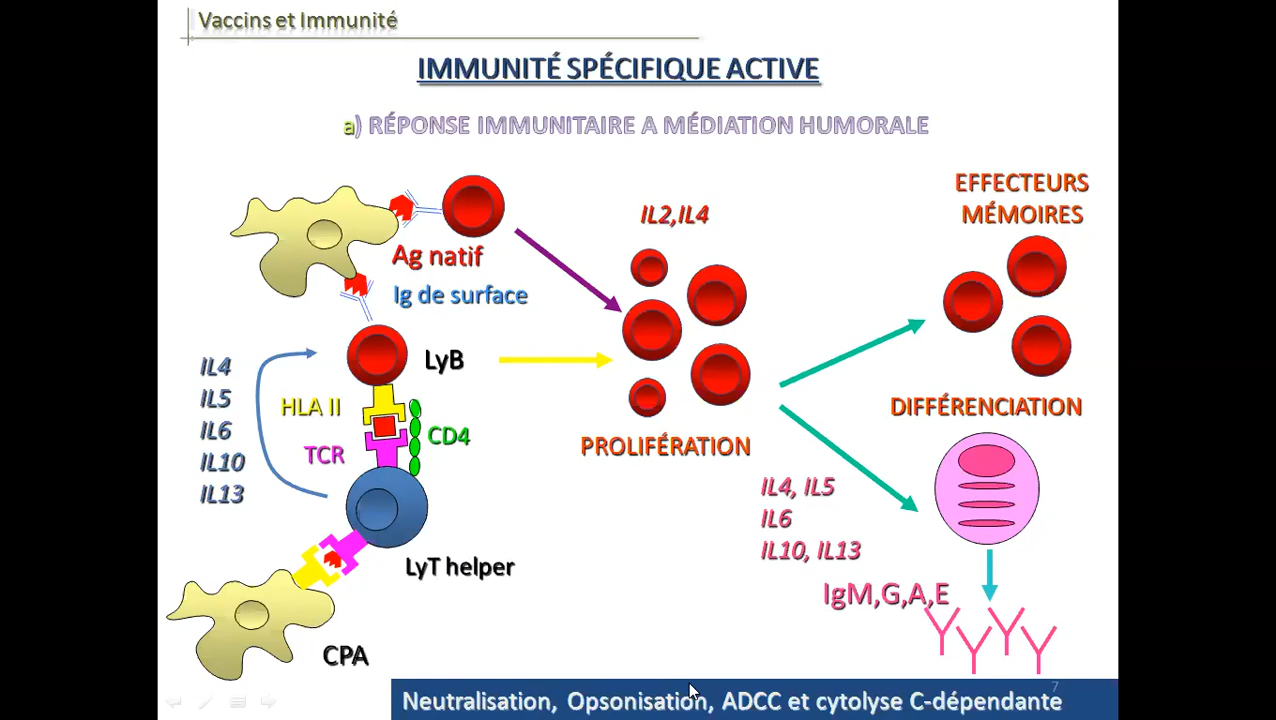 Vaccins et Immunité
IMMUNITÉ SPÉCIFIQUE ACTIVE
a) RÉPONSE IMMUNITAIRE A MÉDIATION HUMORALE
EFFECTEURS
MÉMOIRES
IL2,IL4
Ag natif
Ig de surface
LyB
IL4
IL5
IL6
IL10
IL13
HLA II
TCR
CD4
PROLIFÉRATION
DIFFÉRENCIATION
IL4, IL5
IL6
IL10, IL13
LyT helper
IgM,G,A,E
CPA
7
Neutralisation, Opsonisation, ADCC et cytolyse C-dépendante